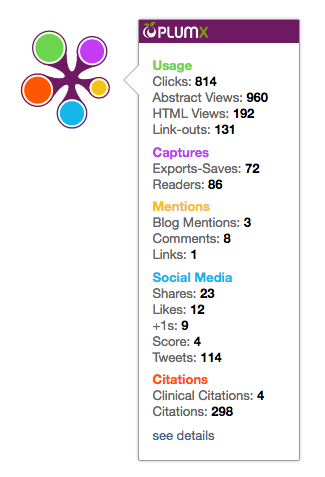 PLUMX
Usage
Clicks: 814
Abstract Views: 960
HTML Views: 192
Link-outs: 131
Captures
Exports-Saves: 72
Readers: 86
Mentions
Blog Mentions: 3
Comments: 8
Links: 1
Social Media
Shares: 23
Likes: 12
+1s: 9
Score: 4
Tweets: 114
Citations
Clinical Citations: 4
Citations: 298
see details